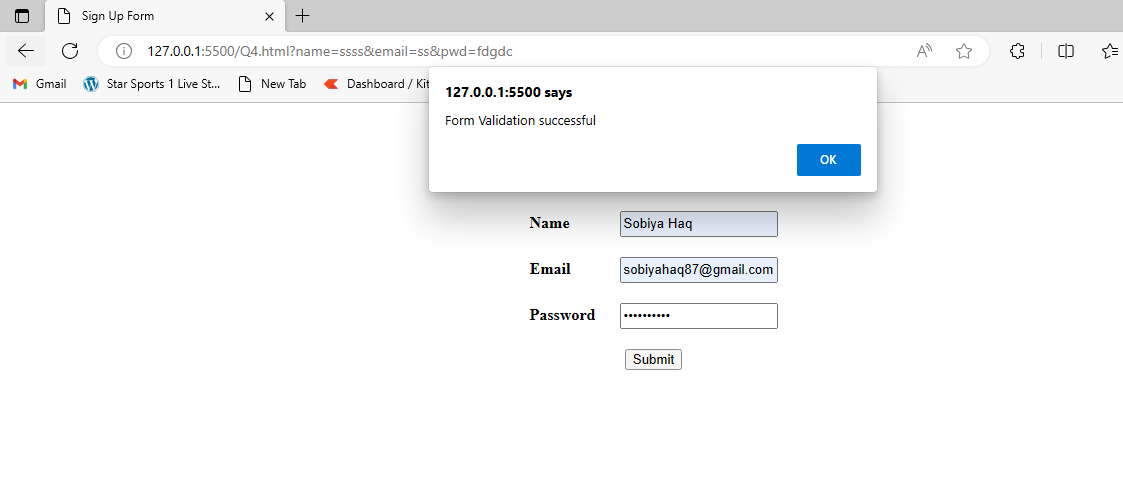 Sign Up Form
127.0.0.1:5500/Q4.html?name=ssss&email=ss&pwd=fdgdc
Gmail Star Sports 1 Live St... New Tab Dashboard / Kit
127.0.0.1:5500 says
Form Validation successful
OK
Name Sobiya Haq
Email sobiyahaq87@gmail.com
Password ••••••••••
Submit